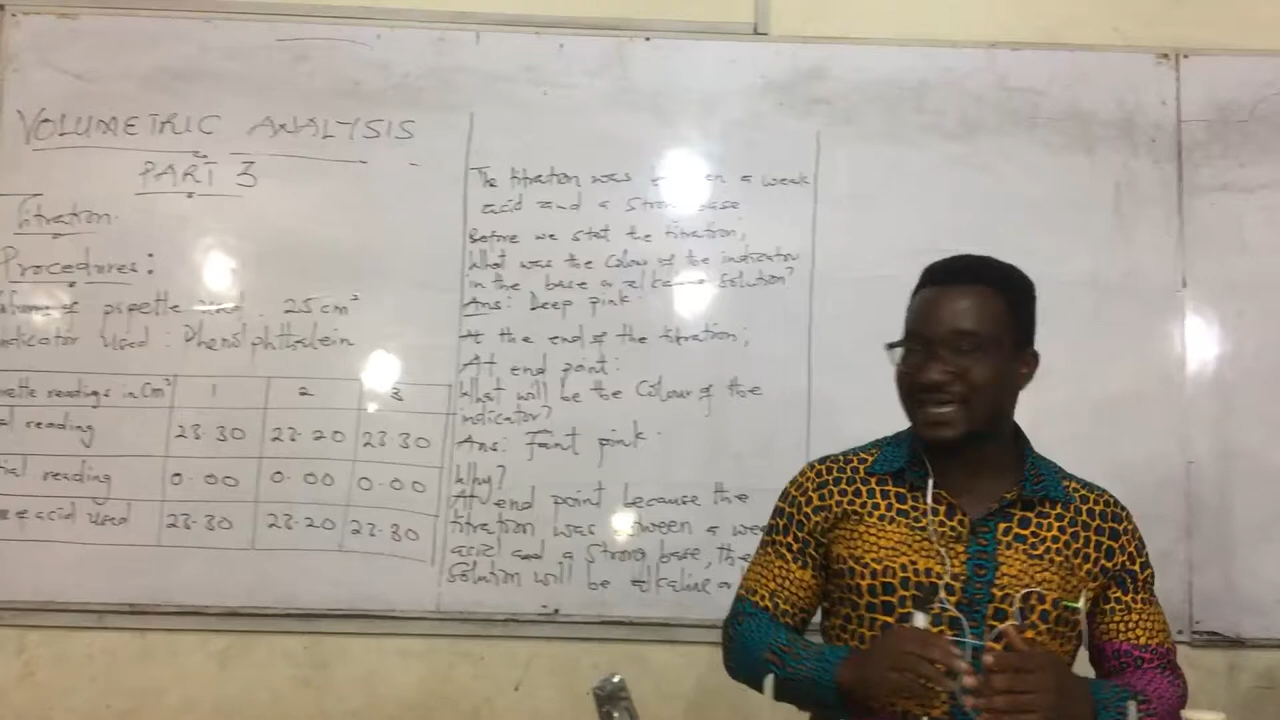 VOLUMETRIC ANALYSIS
PART 3
Titration.
Procedures:
Volume of pipette used: 25cm³
Indicator Used: Phenolphthalein
readings in Cm³ 1 2 3
reading 23.30 23.20 23.30
reading 0.00 0.00 0.00
acid Used 23.30 23.20 23.30
The titration was a weak
acid and a Strong base
Before we start the titration,
What was the Colour of the indicator
in the base or solution?
Ans: Deep pink.
At the end of the titration,
At end point:
What will be the Colour of the
indicator?
Ans: Faint pink.
Why?
At end point because the
titration was a
acid and a Strong base, the
Solution will be alkaline